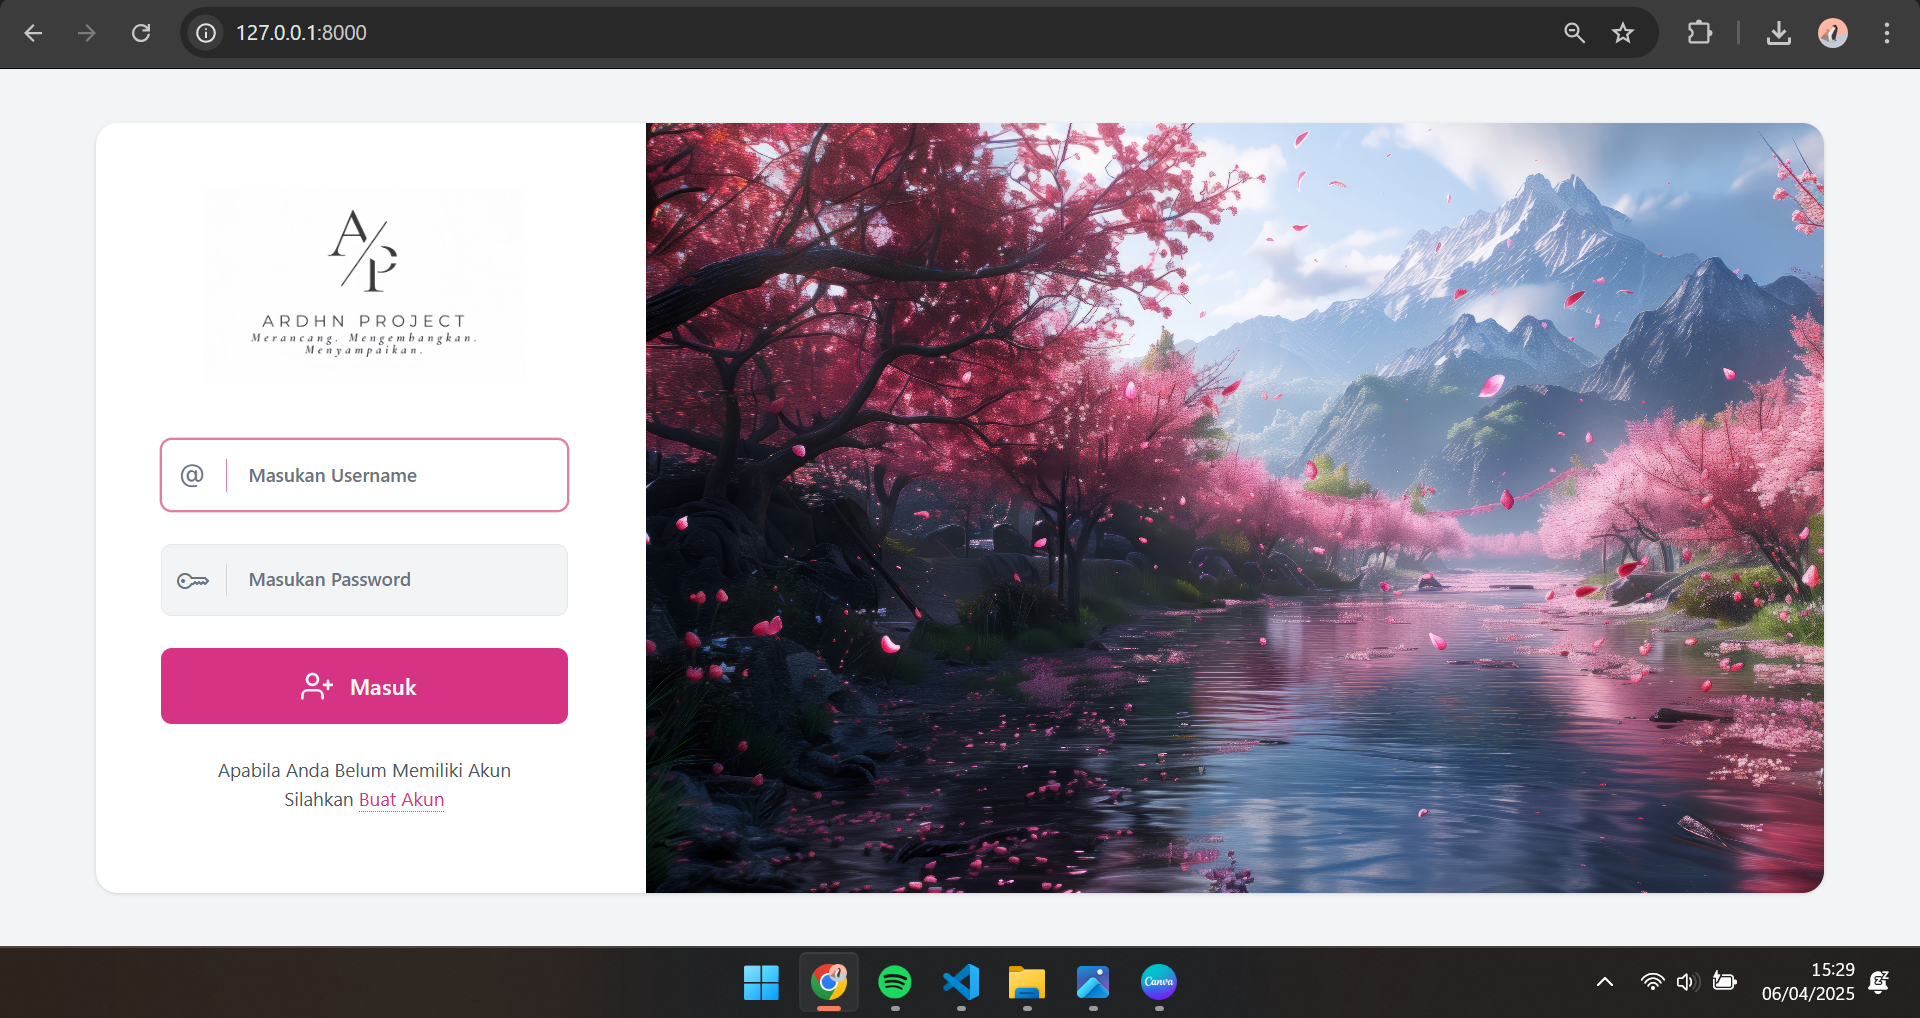 127.0.0.1:8000
A/P
ARDHN PROJECT
Merancang. Mengembangkan.
Menyampaikan.
@ Masukan Username
Masukan Password
Masuk
Apabila Anda Belum Memiliki Akun
Silahkan Buat Akun
Canva
15:29
06/04/2025